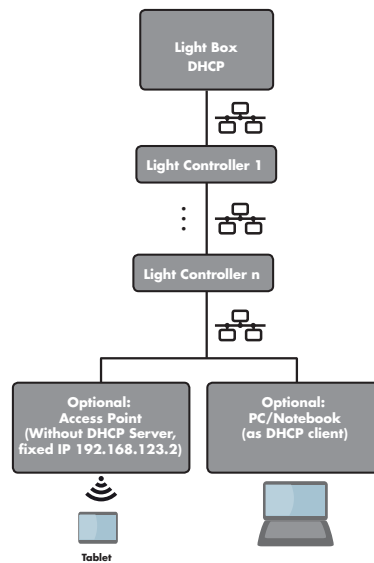 Light Box
DHCP
Light Controller 1
Light Controller n
Optional:
Access Point
(Without DHCP Server,
fixed IP 192.168.123.2)
Optional:
PC/Notebook
(as DHCP client)
Tablet